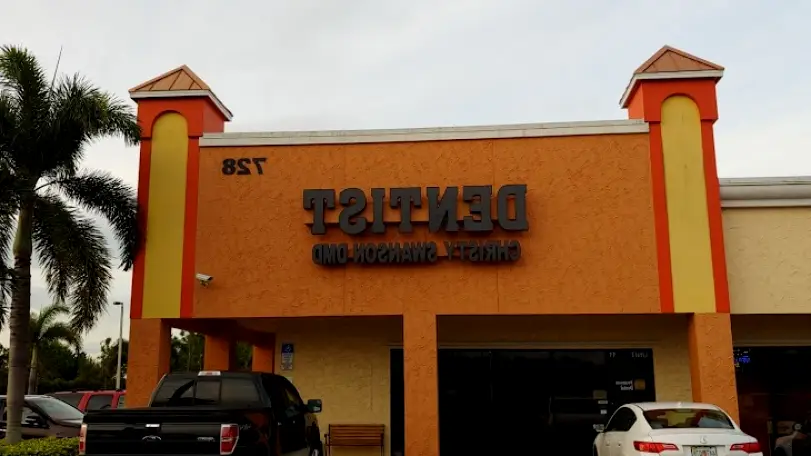 728
DENTIST
CHRISTY SWANSON DMD